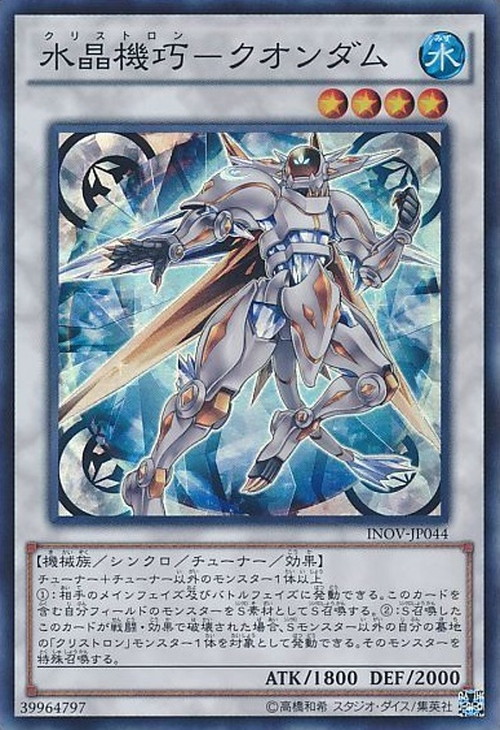 クリストロン
水晶機巧－クオンダム
みず
水
INOV-JP044
【機械族／シンクロ／チューナー／効果】
チューナー＋チューナー以外のモンスター1体以上
①：相手のメインフェイズ及びバトルフェイズに発動できる。このカードを
含む自分フィールドのモンスターをS素材としてS召喚する。②：S召喚した
このカードが戦闘・効果で破壊された場合、Sモンスター以外の自分の墓地
の「クリストロン」モンスター1体を対象として発動できる。そのモンスターを
特殊召喚する。
ATK/1800 DEF/2000
39964797
©高橋和希 スタジオ・ダイス/集英社